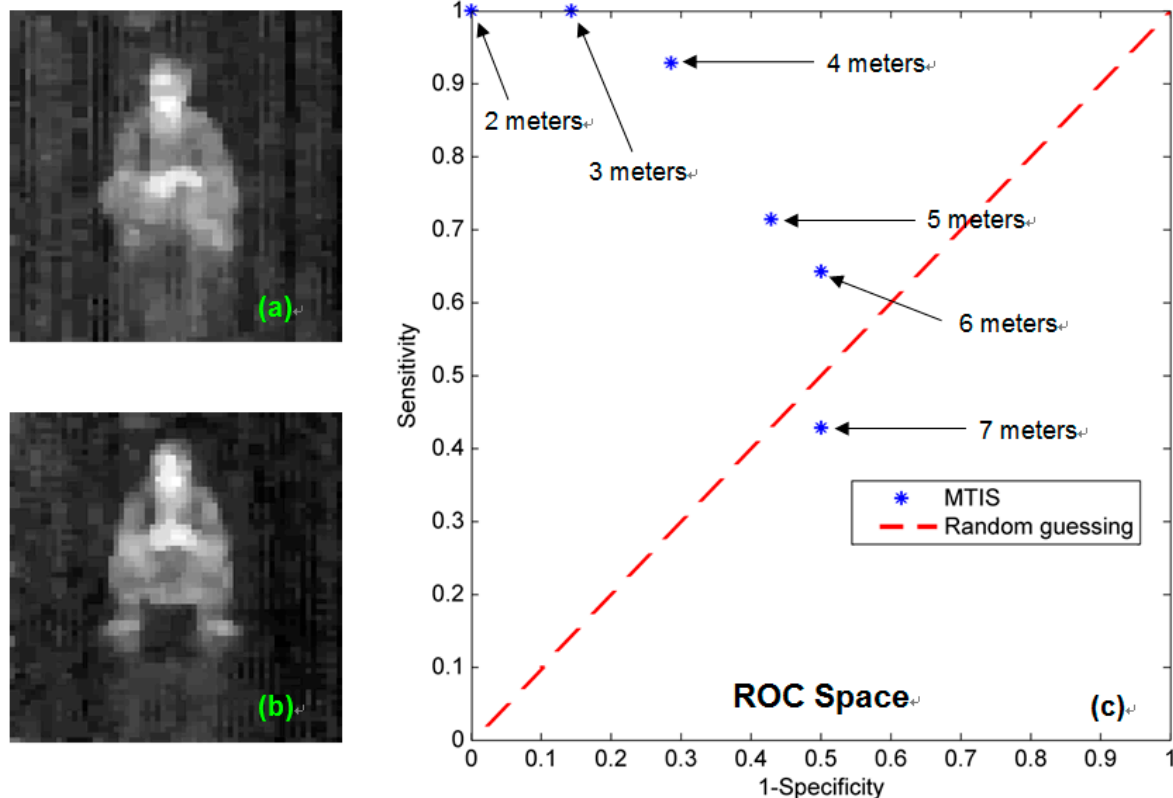 (a)
(b)
1
0.9
0.8
0.7
0.6
0.5
0.4
0.3
0.2
0.1
0
Sensitivity
2 meters
3 meters
4 meters
5 meters
6 meters
7 meters
MTIS
Random guessing
ROC Space
(c)
0 0.1 0.2 0.3 0.4 0.5 0.6 0.7 0.8 0.9 1
1-Specificity